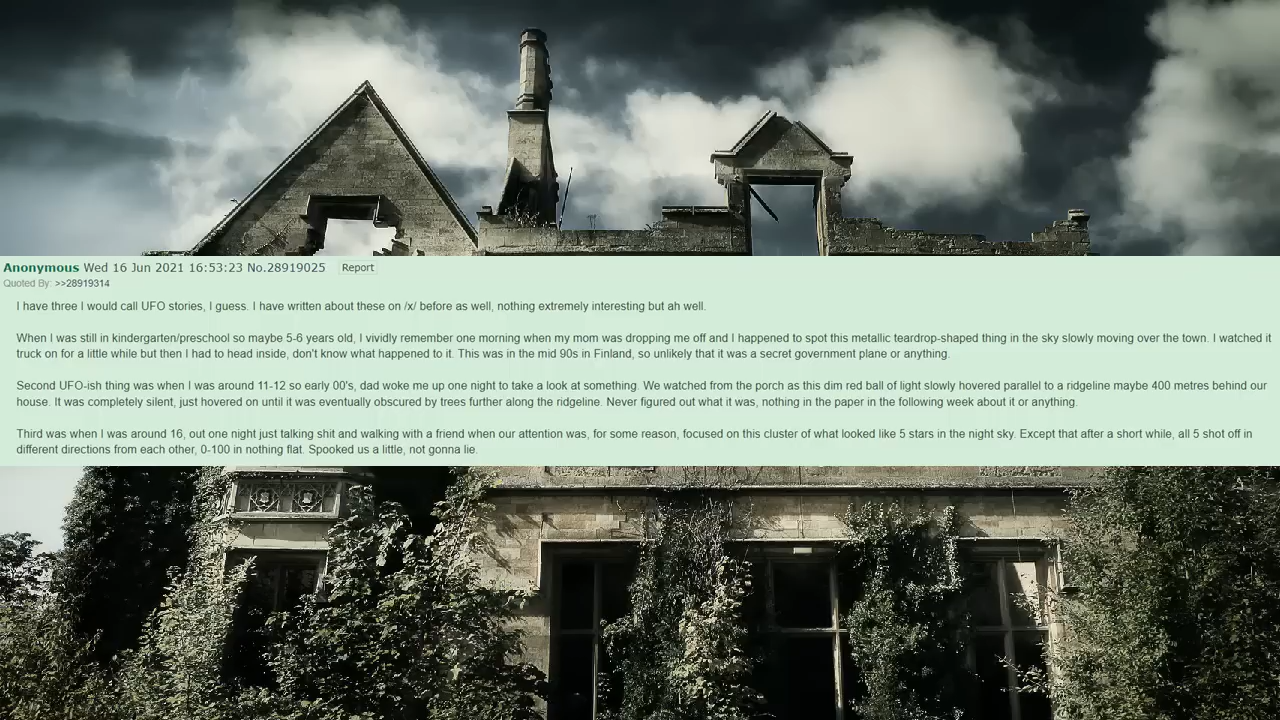 Anonymous Wed 16 Jun 2021 16:53:23 No.28919025 Report
Quoted By: >>28919314
I have three I would call UFO stories, I guess. I have written about these on /x/ before as well, nothing extremely interesting but ah well.
When I was still in kindergarten/preschool so maybe 5-6 years old, I vividly remember one morning when my mom was dropping me off and I happened to spot this metallic teardrop-shaped thing in the sky slowly moving over the town. I watched it
truck on for a little while but then I had to head inside, don't know what happened to it. This was in the mid 90s in Finland, so unlikely that it was a secret government plane or anything.
Second UFO-ish thing was when I was around 11-12 so early 00's, dad woke me up one night to take a look at something. We watched from the porch as this dim red ball of light slowly hovered parallel to a ridgeline maybe 400 metres behind our
house. It was completely silent, just hovered on until it was eventually obscured by trees further along the ridgeline. Never figured out what it was, nothing in the paper in the following week about it or anything.
Third was when I was around 16, out one night just talking shit and walking with a friend when our attention was, for some reason, focused on this cluster of what looked like 5 stars in the night sky. Except that after a short while, all 5 shot off in
different directions from each other, 0-100 in nothing flat. Spooked us a little, not gonna lie.